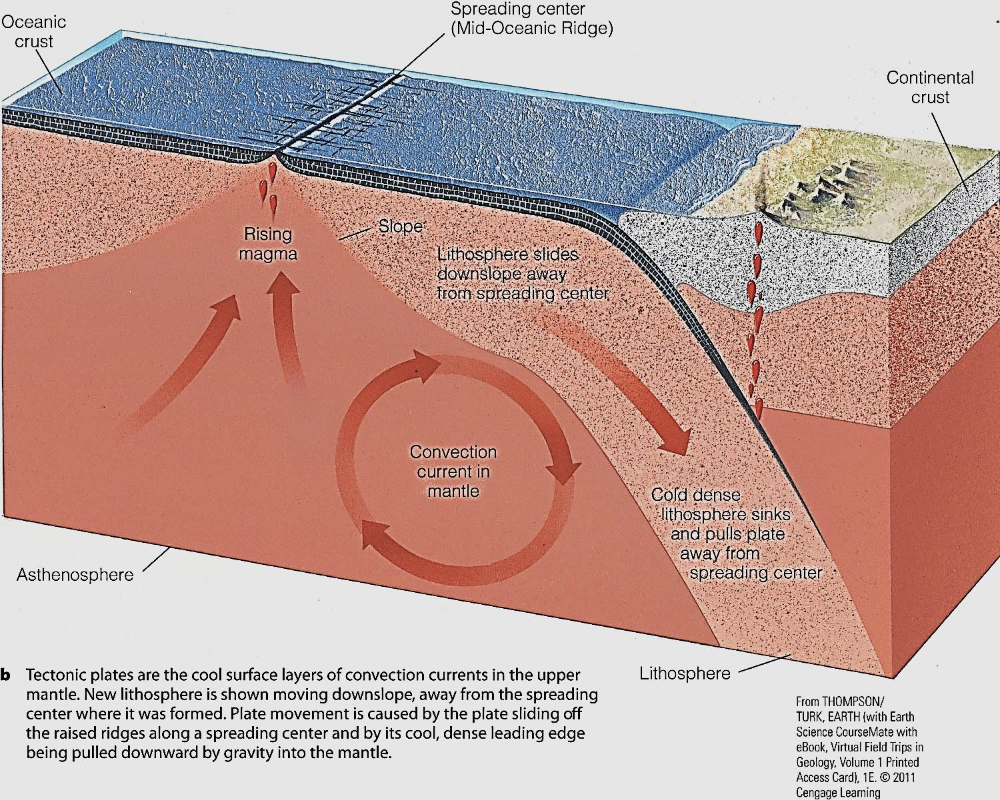 Spreading center
(Mid-Oceanic Ridge)
Oceanic
crust
Continental
crust
Slope
Rising
magma
Lithosphere slides
downslope away
from spreading center
Convection
current in
mantle
Cold dense
lithosphere sinks
and pulls plate
away from
spreading center
Asthenosphere
Lithosphere
b Tectonic plates are the cool surface layers of convection currents in the upper
mantle. New lithosphere is shown moving downslope, away from the spreading
center where it was formed. Plate movement is caused by the plate sliding off
the raised ridges along a spreading center and by its cool, dense leading edge
being pulled downward by gravity into the mantle.
From THOMPSON/
TURK, EARTH (with Earth
Science CourseMate with
eBook, Virtual Field Trips in
Geology, Volume 1 Printed
Access Card), 1E. © 2011
Cengage Learning